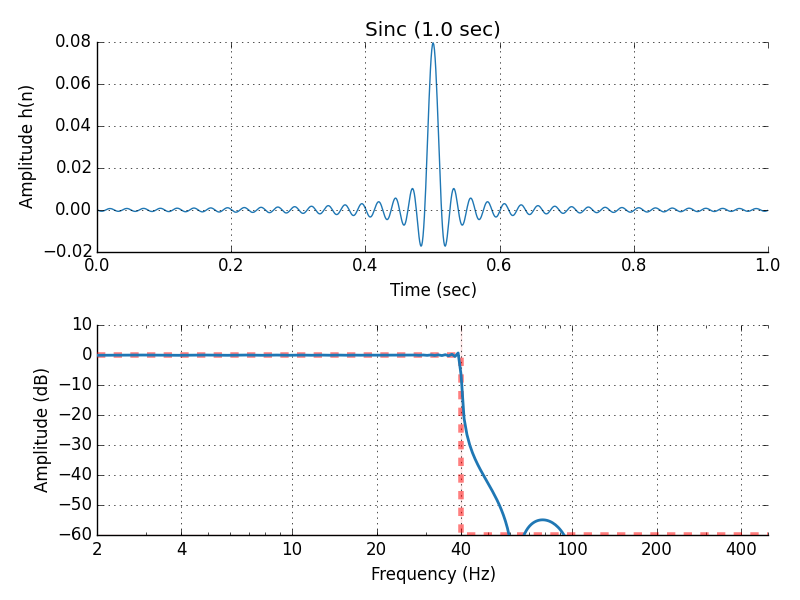 Sinc (1.0 sec)
Amplitude h(n)
0.08
0.06
0.04
0.02
0.00
−0.02
0.0 0.2 0.4 0.6 0.8 1.0
Time (sec)
Amplitude (dB)
10
0
−10
−20
−30
−40
−50
−60
2 4 10 20 40 100 200 400
Frequency (Hz)